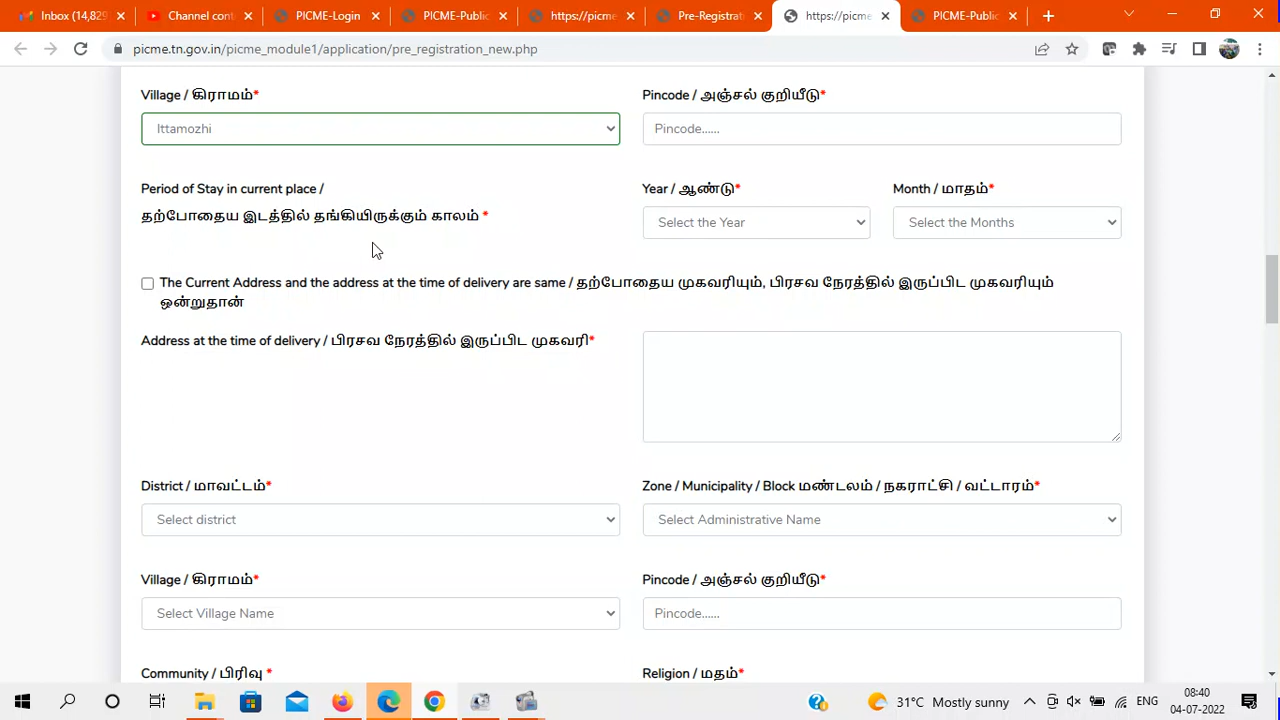 Inbox (14,829
Channel cont
PICME-Login
PICME-Public
https://picme
Pre-Registrati
https://picme
PICME-Public
picme.tn.gov.in/picme_module1/application/pre_registration_new.php
Village / கிராமம்*
Pincode / அஞ்சல் குறியீடு*
Ittamozhi
Pincode......
Period of Stay in current place /
Year / ஆண்டு*
Month / மாதம்*
தற்போதைய இடத்தில் தங்கியிருக்கும் காலம் *
Select the Year
Select the Months
The Current Address and the address at the time of delivery are same / தற்போதைய முகவரியும், பிரசவ நேரத்தில் இருப்பிட முகவரியும்
ஒன்றுதான்
Address at the time of delivery / பிரசவ நேரத்தில் இருப்பிட முகவரி*
District / மாவட்டம்*
Zone / Municipality / Block மண்டலம் / நகராட்சி / வட்டாரம்*
Select district
Select Administrative Name
Village / கிராமம்*
Pincode / அஞ்சல் குறியீடு*
Select Village Name
Pincode......
Community / பிரிவு *
Religion / மதம்*
31°C Mostly sunny
ENG
08:40
04-07-2022